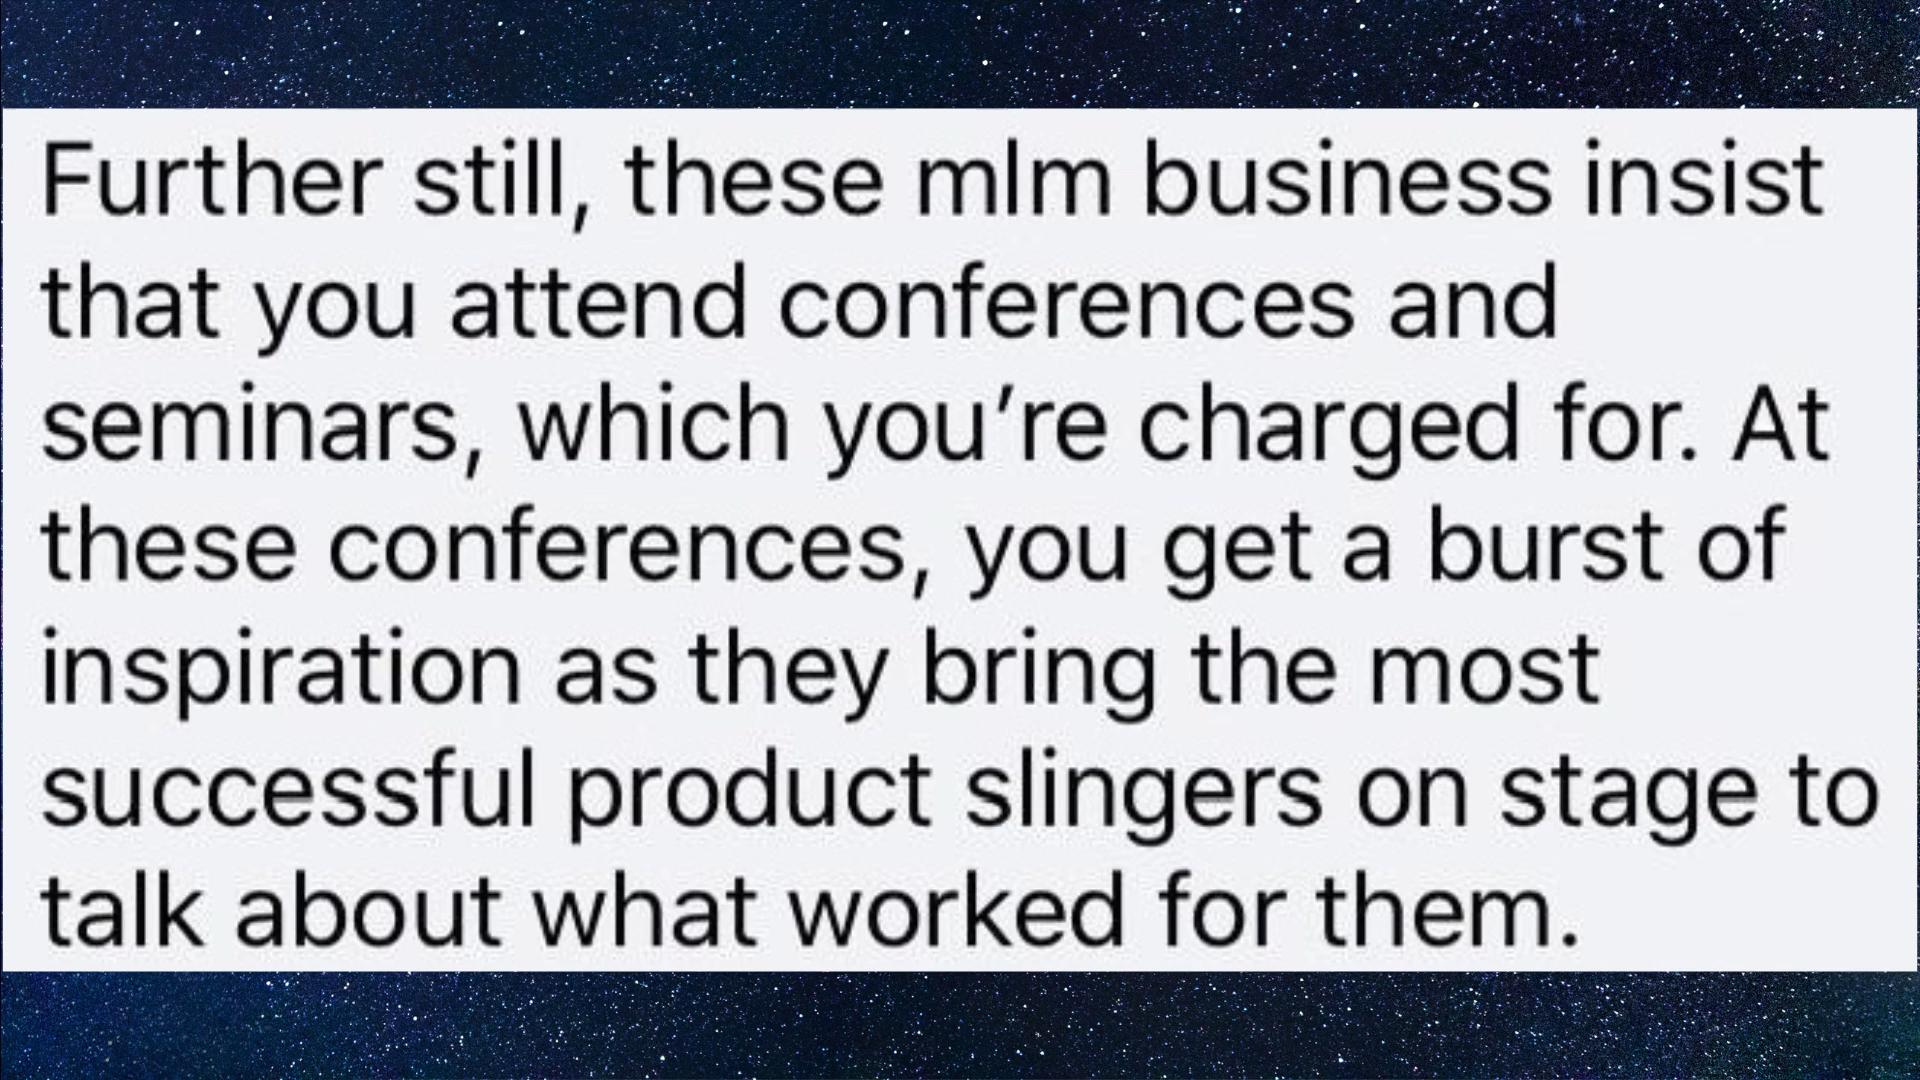 Further still, these mlm business insist
that you attend conferences and
seminars, which you’re charged for. At
these conferences, you get a burst of
inspiration as they bring the most
successful product slingers on stage to
talk about what worked for them.